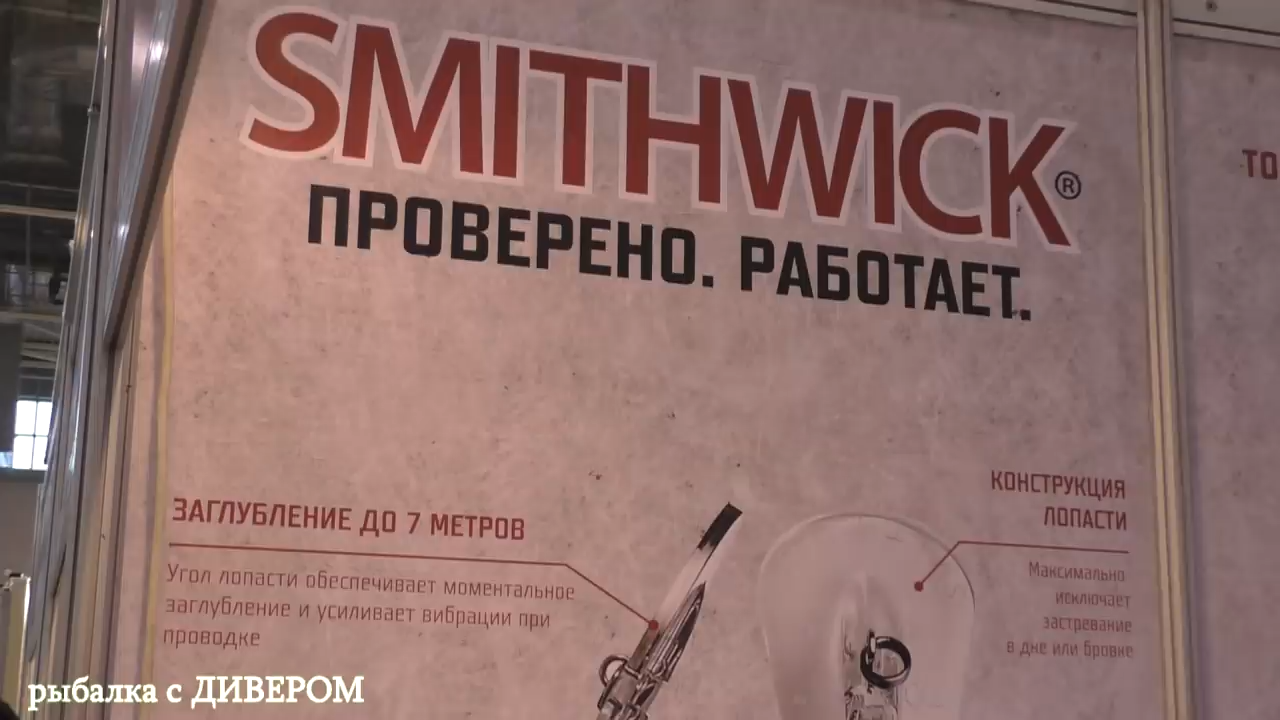 SMITHWICK®
ПРОВЕРЕНО. РАБОТАЕТ.
ТО
ЗАГЛУБЛЕНИЕ ДО 7 МЕТРОВ
Угол лопасти обеспечивает моментальное
заглубление и усиливает вибрации при
проводке
КОНСТРУКЦИЯ
ЛОПАСТИ
Максимально
исключает
застревание
в дне или бровке
рыбалка с ДИВЕРОМ